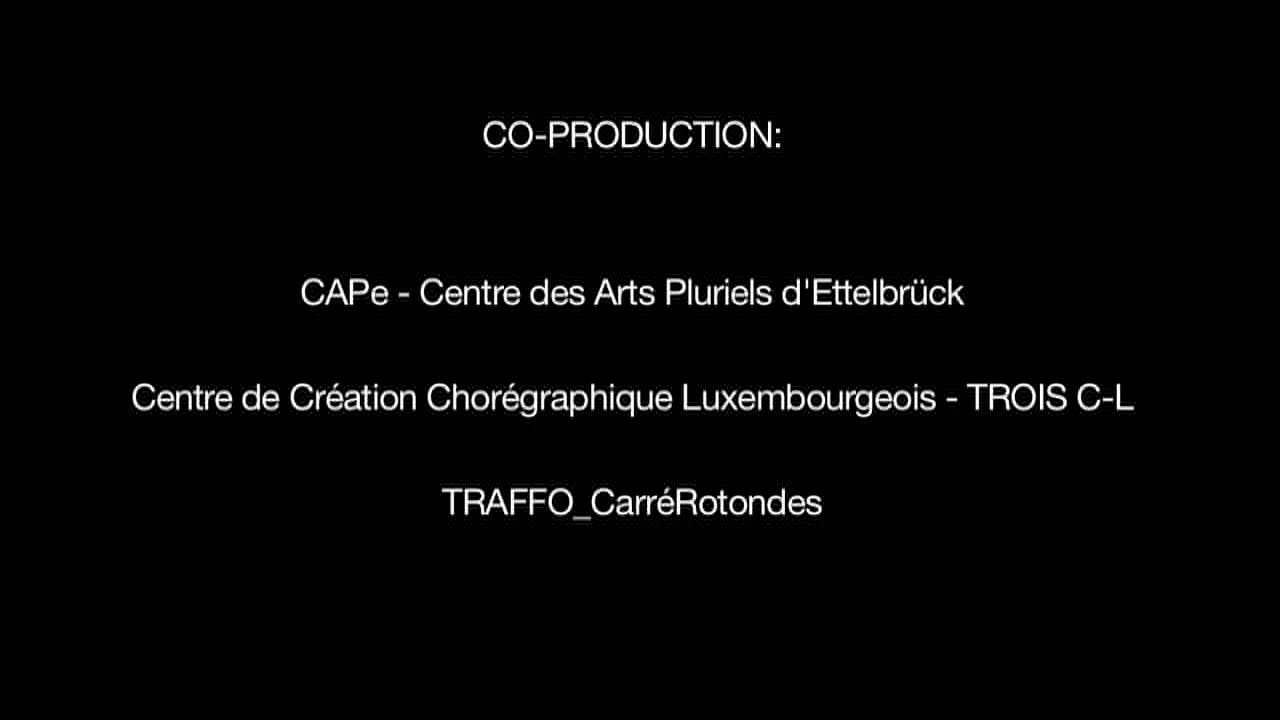 CO-PRODUCTION:
CAPe - Centre des Arts Pluriels d'Ettelbrück
Centre de Création Chorégraphique Luxembourgeois - TROIS C-L
TRAFFO_CarréRotondes